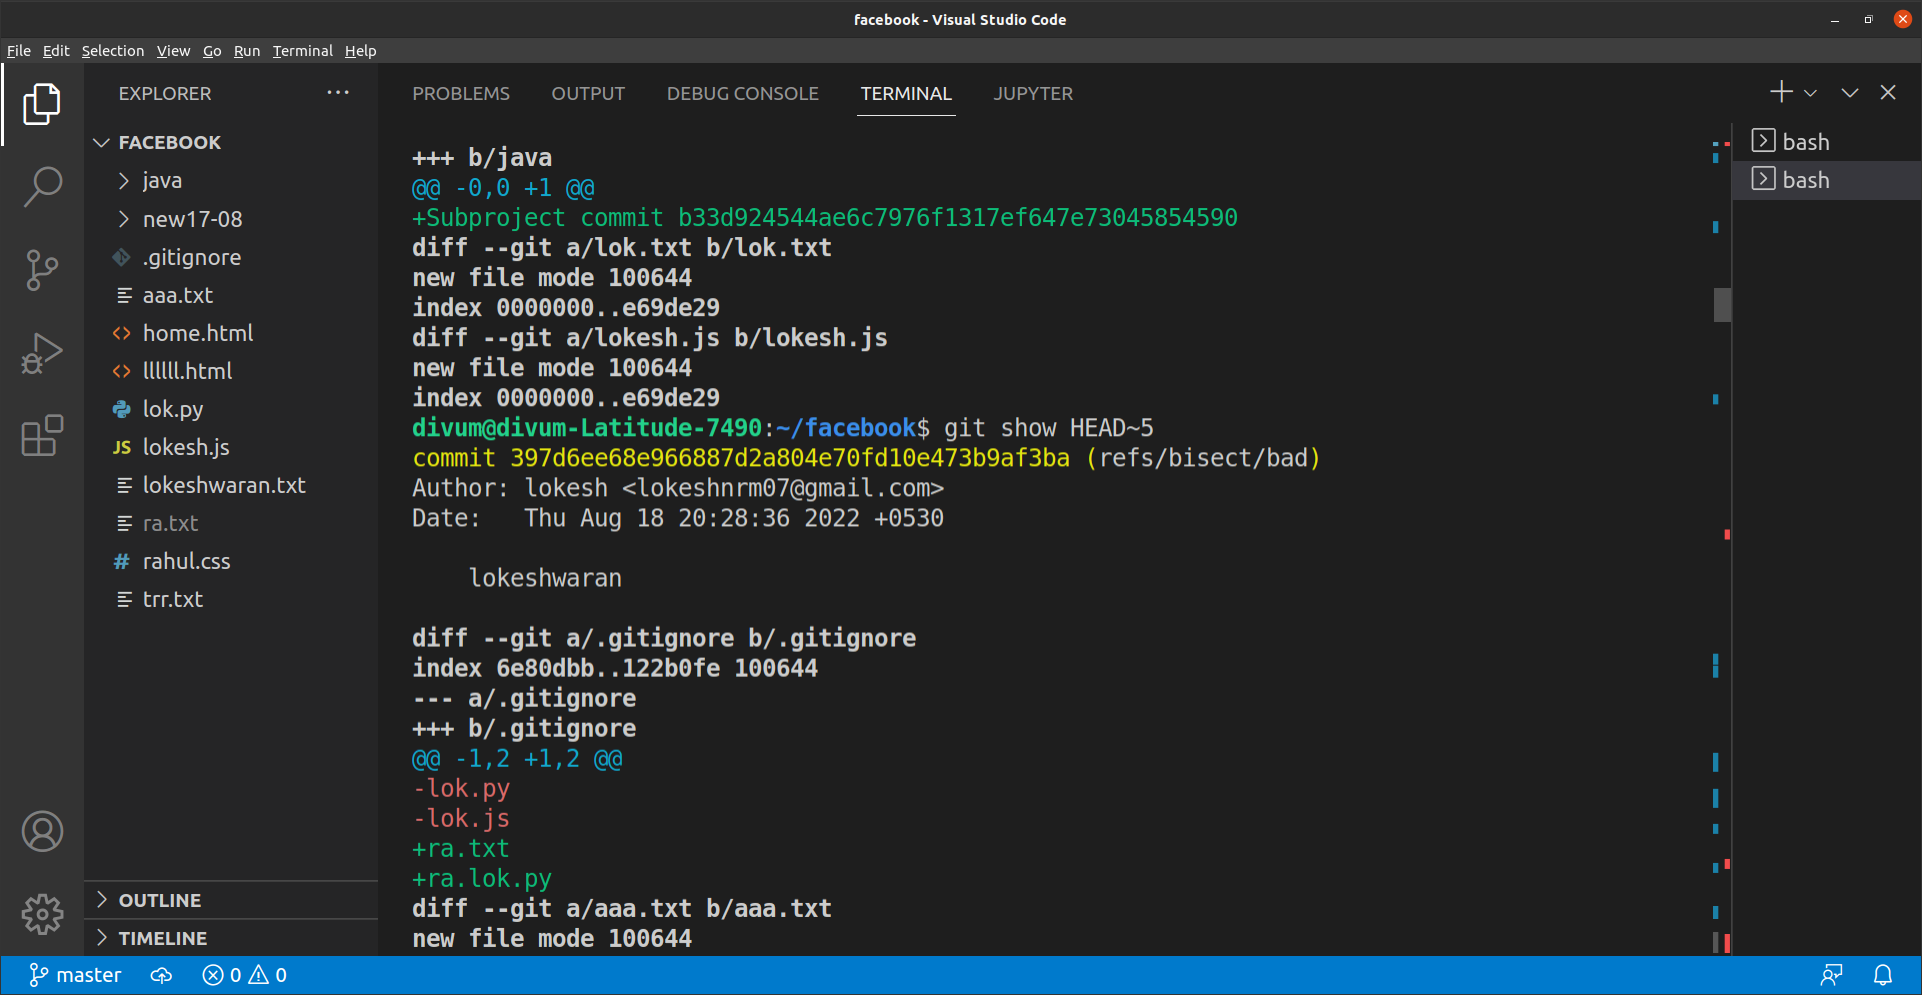 facebook - Visual Studio Code
File Edit Selection View Go Run Terminal Help
EXPLORER
FACEBOOK
java
new17-08
.gitignore
aaa.txt
home.html
llllll.html
lok.py
JS lokesh.js
lokeshwaran.txt
ra.txt
# rahul.css
trr.txt
OUTLINE
TIMELINE
PROBLEMS OUTPUT DEBUG CONSOLE TERMINAL JUPYTER
+++ b/java
@@ -0,0 +1 @@
+Subproject commit b33d924544ae6c7976f1317ef647e73045854590
diff --git a/lok.txt b/lok.txt
new file mode 100644
index 0000000..e69de29
diff --git a/lokesh.js b/lokesh.js
new file mode 100644
index 0000000..e69de29
divum@divum-Latitude-7490:~/facebook$ git show HEAD~5
commit 397d6ee68e966887d2a804e70fd10e473b9af3ba (refs/bisect/bad)
Author: lokesh <lokeshnrm07@gmail.com>
Date:   Thu Aug 18 20:28:36 2022 +0530
lokeshwaran
diff --git a/.gitignore b/.gitignore
index 6e80dbb..122b0fe 100644
--- a/.gitignore
+++ b/.gitignore
@@ -1,2 +1,2 @@
-lok.py
-lok.js
+ra.txt
+ra.lok.py
diff --git a/aaa.txt b/aaa.txt
new file mode 100644
bash
bash
master 0 0